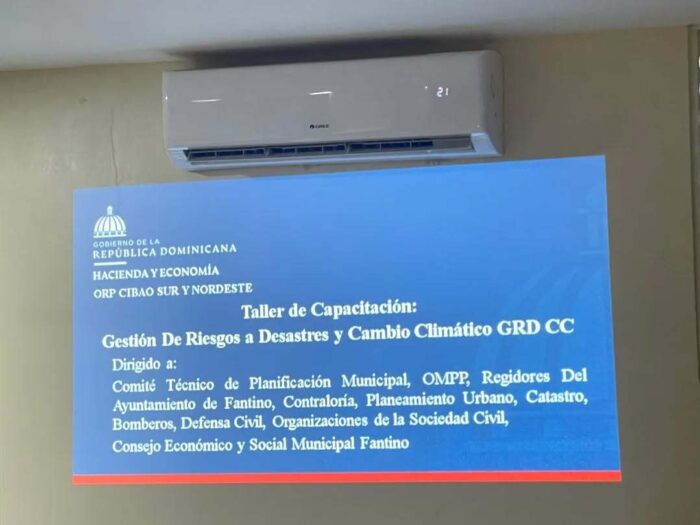 21
GREE
GOBIERNO DE LA
REPÚBLICA DOMINICANA
HACIENDA Y ECONOMÍA
ORP CIBAO SUR Y NORDESTE
Taller de Capacitación:
Gestión De Riesgos a Desastres y Cambio Climático GRD CC
Dirigido a:
Comité Técnico de Planificación Municipal, OMPP, Regidores Del
Ayuntamiento de Fantino, Contraloría, Planeamiento Urbano, Catastro,
Bomberos, Defensa Civil, Organizaciones de la Sociedad Civil,
Consejo Económico y Social Municipal Fantino